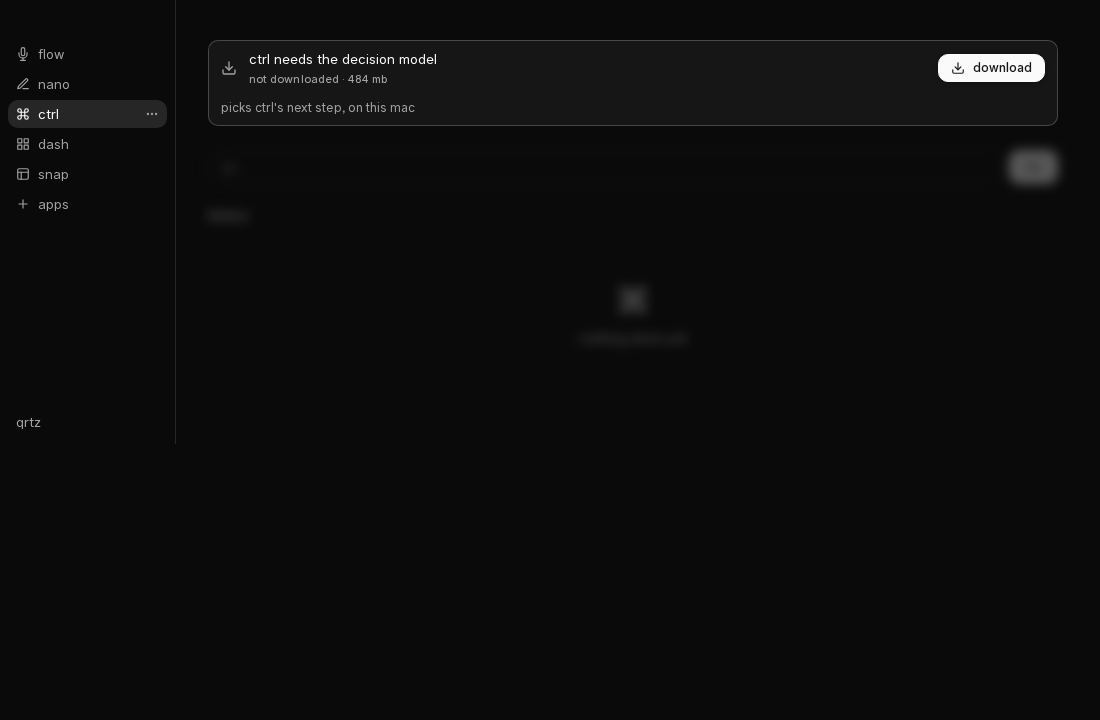 flow
nano
ctrl
dash
snap
apps
qrtz
ctrl needs the decision model
not downloaded · 484 mb
download
picks ctrl's next step, on this mac